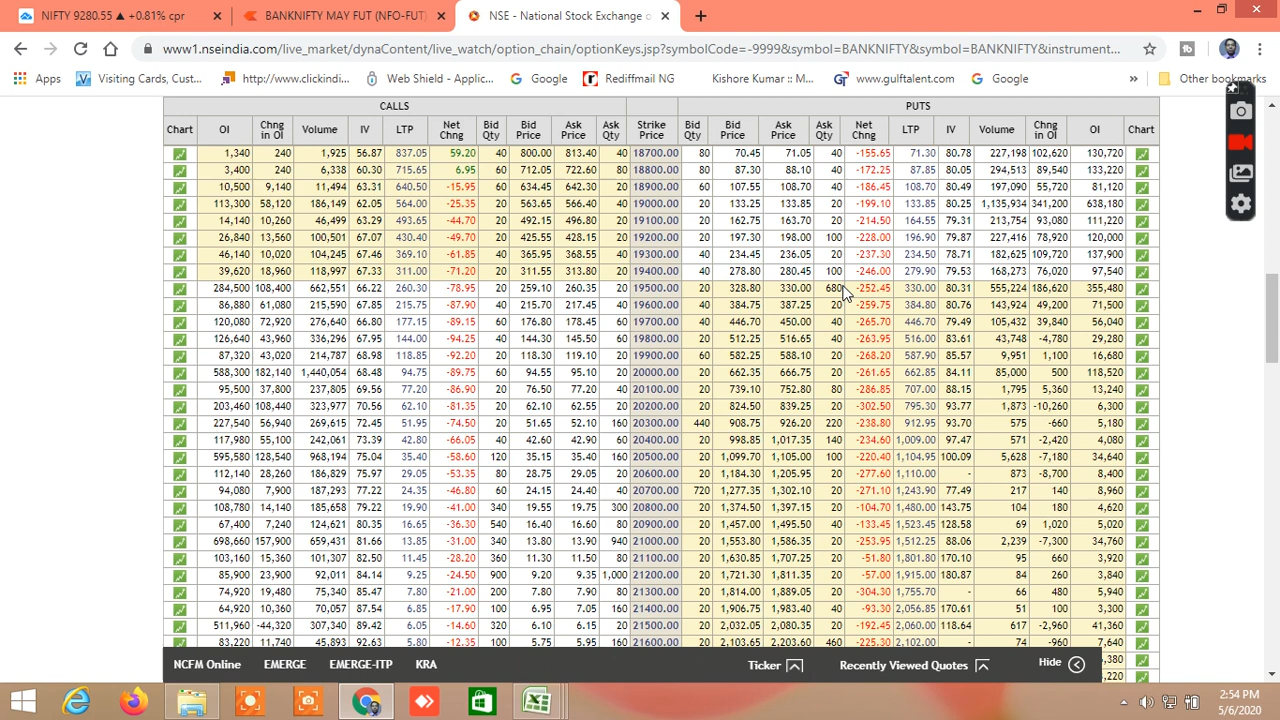 NIFTY 9280.55 ▲ +0.81% cpr
BANKNIFTY MAY FUT (NFO-FUT)
NSE - National Stock Exchange o
www1.nseindia.com/live_market/dynaContent/live_watch/option_chain/optionKeys.jsp?symbolCode=-9999&symbol=BANKNIFTY&symbol=BANKNIFTY&instrument...
Apps Visiting Cards, Cust... http://www.clickindi... Web Shield - Applic... Google Rediffmail NG Kishore Kumar :: M... www.gulftalent.com Google » Other bookmarks
CALLS PUTS
Chart OI Chng in OI Volume IV LTP Net Chng Bid Qty Bid Price Ask Price Ask Qty Strike Price Bid Qty Bid Price Ask Price Ask Qty Net Chng LTP IV Volume Chng in OI OI Chart
1,340 240 1,925 56.87 837.05 59.20 40 800.00 813.40 40 18700.00 80 70.45 71.05 40 -155.65 71.30 80.78 227,198 102,620 130,720
3,400 240 6,338 60.30 715.65 6.95 60 712.05 722.60 80 18800.00 80 87.30 88.10 40 -172.25 87.85 80.05 294,513 89,540 133,220
10,500 9,140 11,494 63.31 640.50 -15.95 60 634.45 642.30 20 18900.00 60 107.55 108.70 40 -186.45 108.70 80.49 197,090 55,720 81,120
113,300 58,120 186,149 62.05 564.00 -25.35 20 563.65 566.40 20 19000.00 20 133.25 133.85 20 -199.10 133.85 80.25 1,135,934 341,200 638,180
14,140 10,260 46,499 63.29 493.65 -44.70 20 492.15 496.80 20 19100.00 20 162.75 163.70 20 -214.50 164.55 79.31 213,754 93,080 111,220
26,840 13,560 100,501 67.07 430.40 -49.70 20 425.55 428.15 20 19200.00 20 197.30 198.00 100 -228.00 196.90 79.87 227,416 78,920 120,000
46,140 10,020 104,245 67.46 369.10 -61.85 20 365.95 368.55 20 19300.00 40 234.45 236.05 20 -237.30 234.50 78.71 182,625 109,720 137,900
39,620 18,960 118,997 67.33 311.00 -71.20 20 311.55 313.80 20 19400.00 40 278.80 280.45 100 -246.00 279.90 79.53 168,273 76,020 97,540
284,500 108,400 662,551 66.22 260.30 -78.95 20 259.10 260.35 20 19500.00 20 328.80 330.00 680 -252.45 330.00 80.31 555,224 186,620 355,480
86,880 61,080 215,590 67.85 215.75 -87.90 40 215.70 217.45 40 19600.00 40 384.75 387.25 20 -259.75 384.80 80.76 143,924 49,200 71,500
120,080 72,920 276,640 66.80 177.15 -89.15 60 176.80 178.45 60 19700.00 40 446.70 450.00 40 -265.70 446.70 79.49 105,432 39,840 56,040
126,640 43,960 336,296 67.95 144.00 -94.25 60 144.30 145.50 60 19800.00 20 512.25 516.65 40 -263.95 516.00 83.61 43,748 -4,780 29,280
87,320 43,020 214,787 68.98 118.85 -92.20 60 118.30 119.10 20 19900.00 60 582.25 588.10 20 -268.20 587.90 85.57 9,951 1,100 16,680
588,300 182,140 1,440,054 68.48 94.75 -89.75 60 94.55 95.10 20 20000.00 20 662.35 666.75 20 -261.65 662.85 84.11 85,000 500 118,520
95,500 37,800 237,805 69.56 77.20 -86.90 20 76.50 77.20 40 20100.00 20 739.10 752.80 80 -286.85 707.00 88.15 1,795 5,360 13,240
203,460 108,440 323,977 70.56 62.10 -81.35 20 62.10 62.55 20 20200.00 20 824.50 839.25 20 -302.50 795.30 93.77 1,873 -10,260 6,300
227,540 56,940 269,615 72.45 51.95 -74.50 20 51.65 52.10 160 20300.00 440 908.75 926.20 220 -238.80 912.95 93.70 575 -660 5,180
117,980 55,100 242,061 73.39 42.80 -66.05 40 42.60 42.90 60 20400.00 20 998.85 1,017.35 140 -234.60 1,009.00 97.47 571 -2,420 4,080
595,580 128,540 968,194 75.04 35.40 -58.60 120 35.15 35.40 160 20500.00 20 1,099.70 1,105.00 100 -220.40 1,104.95 100.97 5,628 -7,180 34,640
112,140 28,260 186,829 75.97 29.05 -53.35 80 28.75 29.05 20 20600.00 20 1,184.30 1,205.95 20 -277.60 1,110.00 - 873 -8,700 8,400
94,080 7,900 187,293 77.22 24.35 -46.80 60 24.15 24.40 40 20700.00 720 1,277.35 1,302.10 20 -271.10 1,243.90 77.49 217 140 8,960
108,780 14,140 185,658 79.22 19.90 -41.00 340 19.55 19.75 300 20800.00 20 1,374.50 1,397.15 20 -104.70 1,480.00 143.75 104 180 4,620
67,400 7,240 124,621 80.35 16.65 -36.30 540 16.40 16.60 80 20900.00 20 1,457.00 1,495.50 40 -133.45 1,523.45 128.58 69 1,020 5,020
698,660 157,900 659,431 81.66 13.85 -31.00 340 13.80 13.90 940 21000.00 20 1,553.80 1,586.35 20 -253.95 1,512.25 88.06 2,239 -7,300 34,760
103,160 15,360 101,307 82.50 11.45 -28.20 360 11.30 11.50 80 21100.00 20 1,630.85 1,707.25 20 -51.80 1,801.80 170.10 95 660 3,920
85,900 23,900 92,011 84.14 9.25 -24.50 900 9.20 9.35 1,000 21200.00 20 1,721.30 1,811.35 20 -57.00 1,915.00 180.87 84 260 3,840
74,920 19,480 75,340 85.47 7.80 -21.00 200 7.80 7.90 80 21300.00 20 1,814.00 1,889.05 20 -304.30 1,755.70 - 66 480 5,940
64,920 10,360 70,057 87.54 6.85 -17.90 100 6.95 7.05 160 21400.00 20 1,906.75 1,983.40 40 -93.30 2,056.85 170.61 51 100 3,300
511,960 -44,320 307,340 89.42 6.05 -14.60 320 6.10 6.15 20 21500.00 20 2,032.05 2,080.35 20 -192.45 2,060.00 118.64 617 -2,960 41,360
83,220 11,740 45,893 92.63 5.80 -12.35 100 5.75 5.95 160 21600.00 20 2,103.65 2,203.60 460 -225.30 2,102.00 - 74 -960 7,640
NCFM Online EMERGE EMERGE-ITP KRA Ticker Recently Viewed Quotes Hide
2:54 PM
5/6/2020